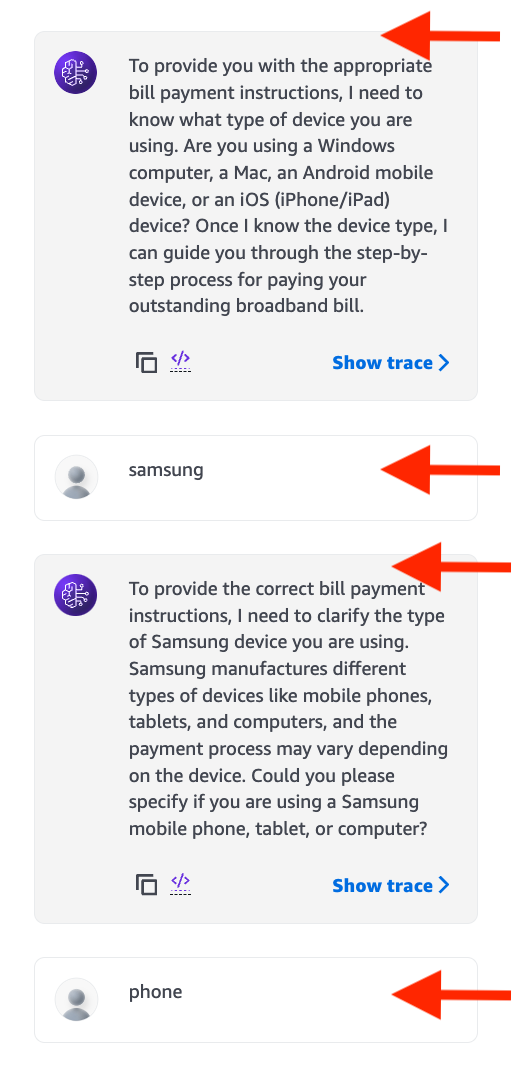 To provide you with the appropriate
bill payment instructions, I need to
know what type of device you are
using. Are you using a Windows
computer, a Mac, an Android mobile
device, or an iOS (iPhone/iPad)
device? Once I know the device type, I
can guide you through the step-by-
step process for paying your
outstanding broadband bill.
</>
Show trace
samsung
To provide the correct bill payment
instructions, I need to clarify the type
of Samsung device you are using.
Samsung manufactures different
types of devices like mobile phones,
tablets, and computers, and the
payment process may vary depending
on the device. Could you please
specify if you are using a Samsung
mobile phone, tablet, or computer?
</>
Show trace
phone